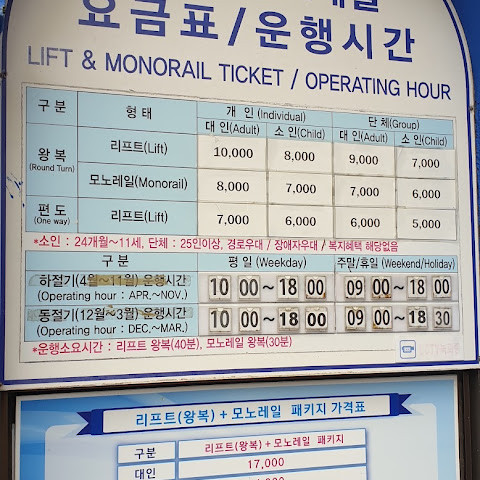 요금표/운행시간
LIFT & MONORAIL TICKET / OPERATING HOUR
구 분 형 태 개 인 (Individual) 단 체(Group)
대 인(Adult) 소 인(Child) 대 인(Adult) 소 인(Child)
왕 복 (Round Turn) 리프트(Lift) 10,000 8,000 9,000 7,000
모노레일(Monorail) 8,000 7,000 7,000 6,000
편 도 (One way) 리프트(Lift) 7,000 6,000 6,000 5,000
*소인 : 24개월~11세, 단체 : 25인이상, 경로우대 / 장애자우대 / 복지혜택 해당없음
구 분 평 일 (Weekday) 주말/휴일 (Weekend/Holiday)
하절기(4월~11월) 운행시간 10 00~18 00 09 00~18 00
(Operating hour : APR.~NOV.)
동절기(12월~3월) 운행시간 10 00~18 00 09 00~18 30
(Operating hour : DEC.~MAR.)
*운행소요시간 : 리프트 왕복(40분), 모노레일 왕복(30분)
리프트(왕복) + 모노레일 패키지 가격표
구분 리프트(왕복) + 모노레일 패키지
대인 17,000